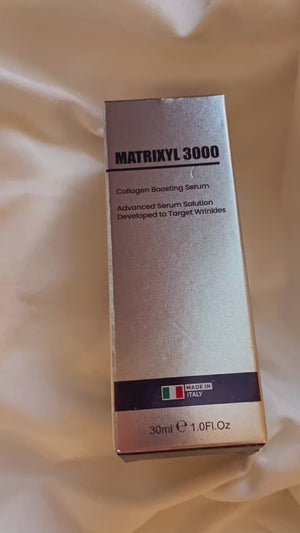 MATRIXYL 3000
Collagen Boosting Serum
Advanced Serum Solution
Developed to Target Wrinkles
MADE IN
ITALY
30ml ℮ 1.0Fl.Oz